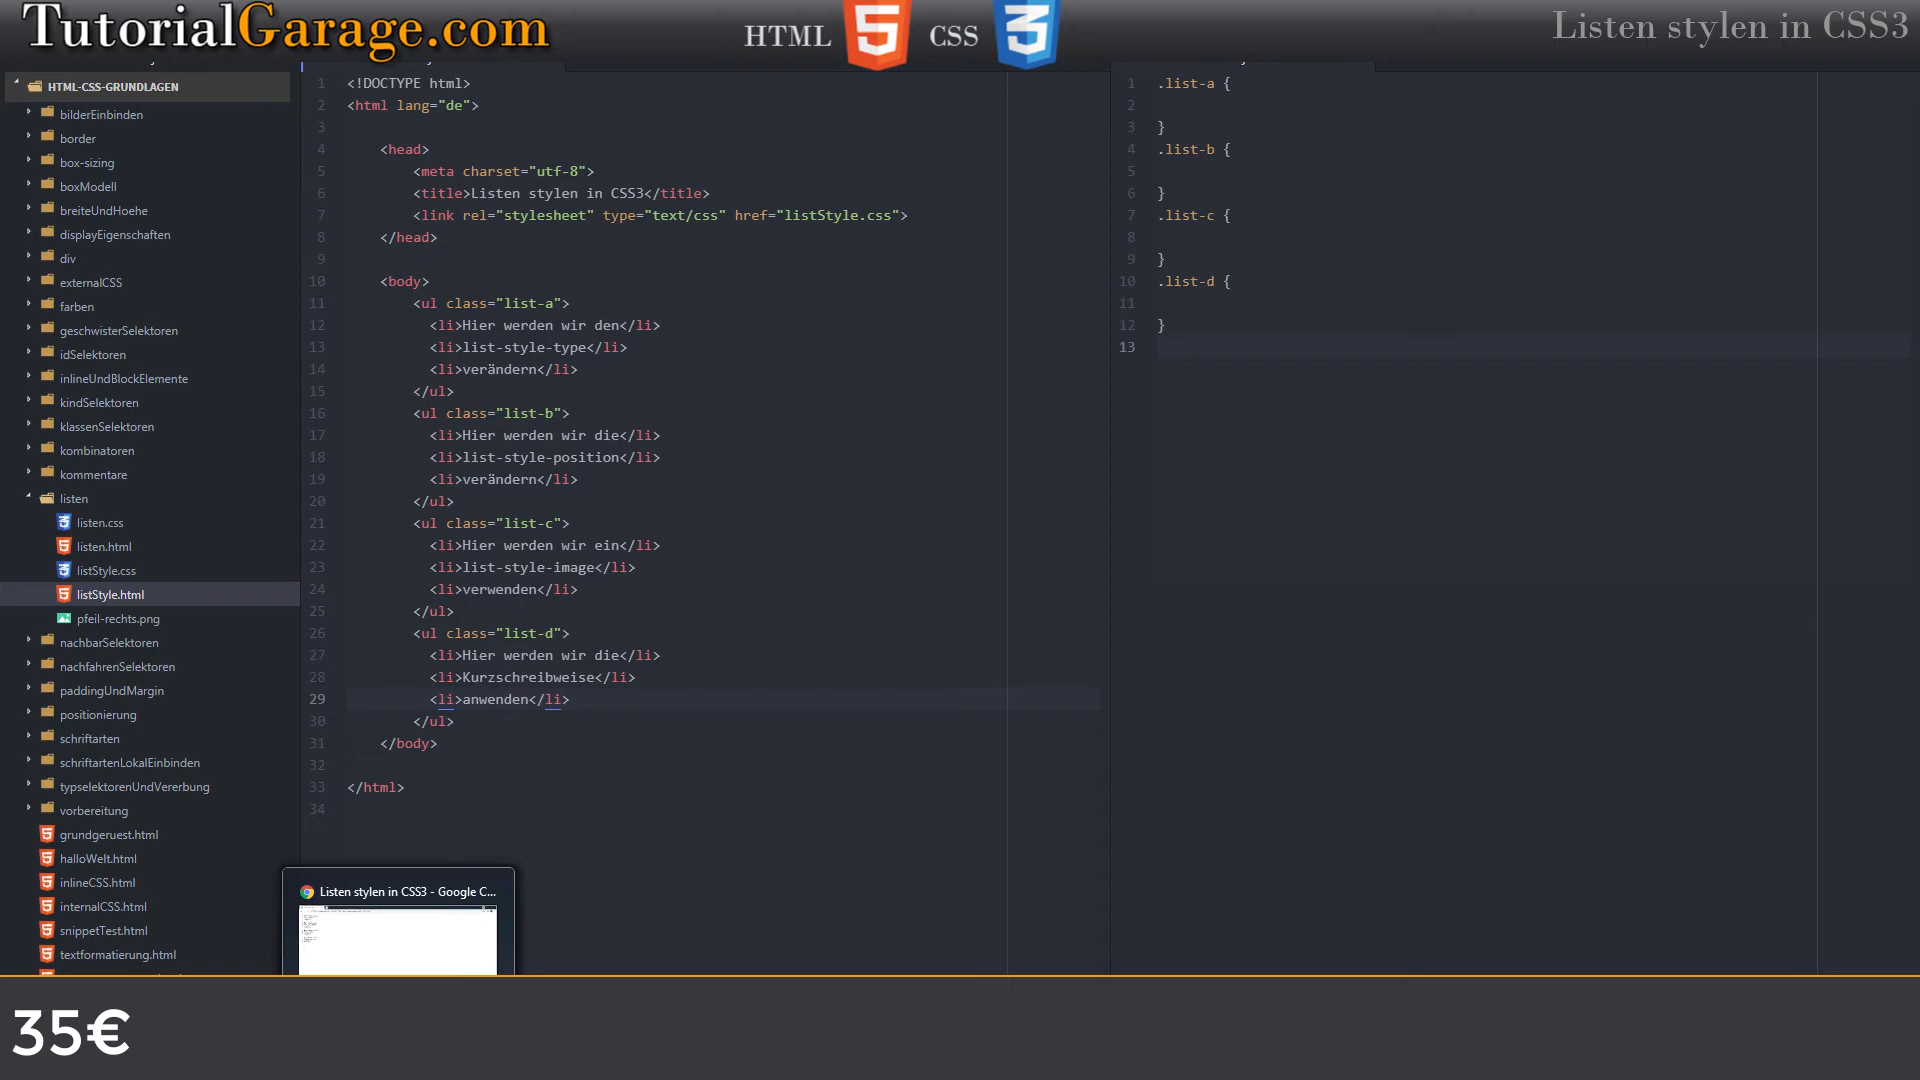 TutorialGarage.com
HTML 5 CSS 3
Listen stylen in CSS3
HTML-CSS-GRUNDLAGEN
bilderEinbinden
border
box-sizing
boxModell
breiteUndHoehe
displayEigenschaften
div
externalCSS
farben
geschwisterSelektoren
idSelektoren
inlineUndBlockElemente
kindSelektoren
klassenSelektoren
kombinatoren
kommentare
listen
listen.css
listen.html
listStyle.css
listStyle.html
pfeil-rechts.png
nachbarSelektoren
nachfahrenSelektoren
paddingUndMargin
positionierung
schriftarten
schriftartenLokalEinbinden
typselektorenUndVererbung
vorbereitung
grundgeruest.html
halloWelt.html
inlineCSS.html
internalCSS.html
snippetTest.html
textformatierung.html
1 <!DOCTYPE html>
2 <html lang="de">
3
4 <head>
5 <meta charset="utf-8">
6 <title>Listen stylen in CSS3</title>
7 <link rel="stylesheet" type="text/css" href="listStyle.css">
8 </head>
9
10 <body>
11 <ul class="list-a">
12 <li>Hier werden wir den</li>
13 <li>list-style-type</li>
14 <li>verändern</li>
15 </ul>
16 <ul class="list-b">
17 <li>Hier werden wir die</li>
18 <li>list-style-position</li>
19 <li>verändern</li>
20 </ul>
21 <ul class="list-c">
22 <li>Hier werden wir ein</li>
23 <li>list-style-image</li>
24 <li>verwenden</li>
25 </ul>
26 <ul class="list-d">
27 <li>Hier werden wir die</li>
28 <li>Kurzschreibweise</li>
29 <li>anwenden</li>
30 </ul>
31 </body>
32
33 </html>
34
1 .list-a {
2
3 }
4 .list-b {
5
6 }
7 .list-c {
8
9 }
10 .list-d {
11
12 }
13
Listen stylen in CSS3 - Google C...
35€